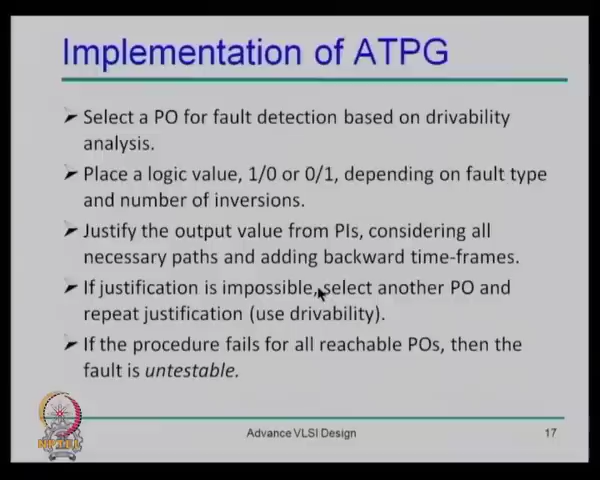 Implementation of ATPG
➢ Select a PO for fault detection based on drivability
analysis.
➢ Place a logic value, 1/0 or 0/1, depending on fault type
and number of inversions.
➢ Justify the output value from PIs, considering all
necessary paths and adding backward time-frames.
➢ If justification is impossible, select another PO and
repeat justification (use drivability).
➢ If the procedure fails for all reachable POs, then the
fault is untestable.
NPTEL
Advance VLSI Design
17